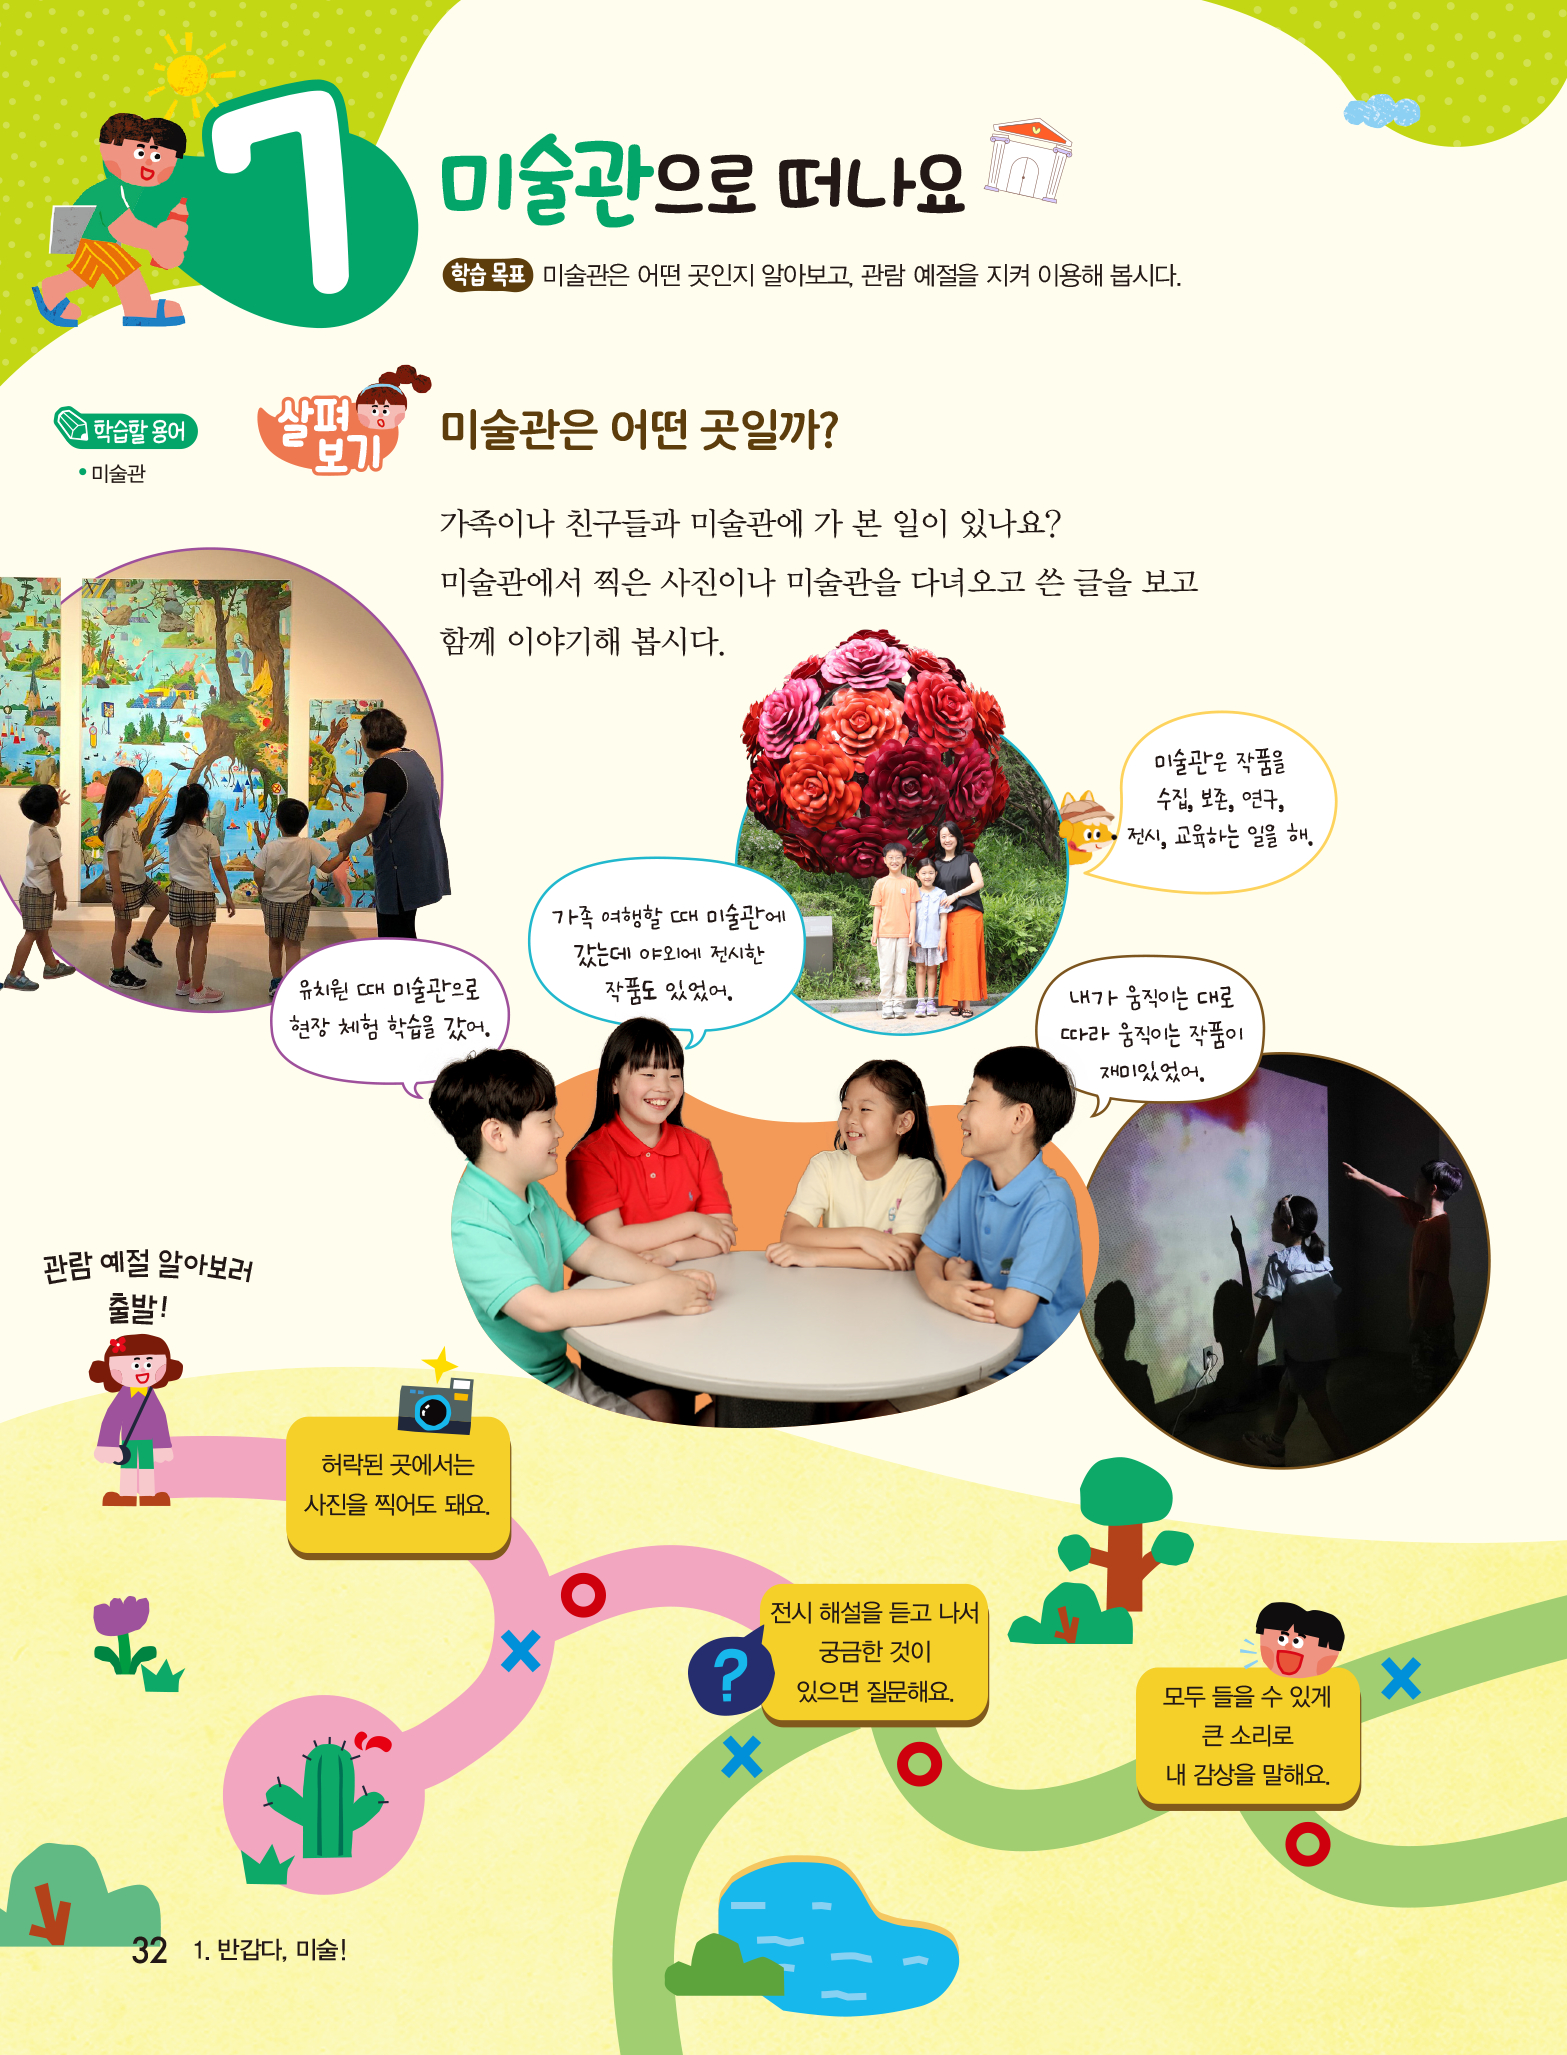 7
미술관으로 떠나요
학습 목표 미술관은 어떤 곳인지 알아보고, 관람 예절을 지켜 이용해 봅시다.
학습할 용어
• 미술관
살펴
보기
미술관은 어떤 곳일까?
가족이나 친구들과 미술관에 가 본 일이 있나요?
미술관에서 찍은 사진이나 미술관을 다녀오고 쓴 글을 보고
함께 이야기해 봅시다.
미술관은 작품을
수집, 보존, 연구,
전시, 교육하는 일을 해.
가족 여행할 때 미술관에
갔는데 야외에 전시한
작품도 있었어.
유치원 때 미술관으로
현장 체험 학습을 갔어.
내가 움직이는 대로
따라 움직이는 작품이
재미있었어.
관람 예절 알아보러
출발!
허락된 곳에서는
사진을 찍어도 돼요.
전시 해설을 듣고 나서
궁금한 것이
있으면 질문해요.
?
모두 들을 수 있게
큰 소리로
내 감상을 말해요.
32 1. 반갑다, 미술!